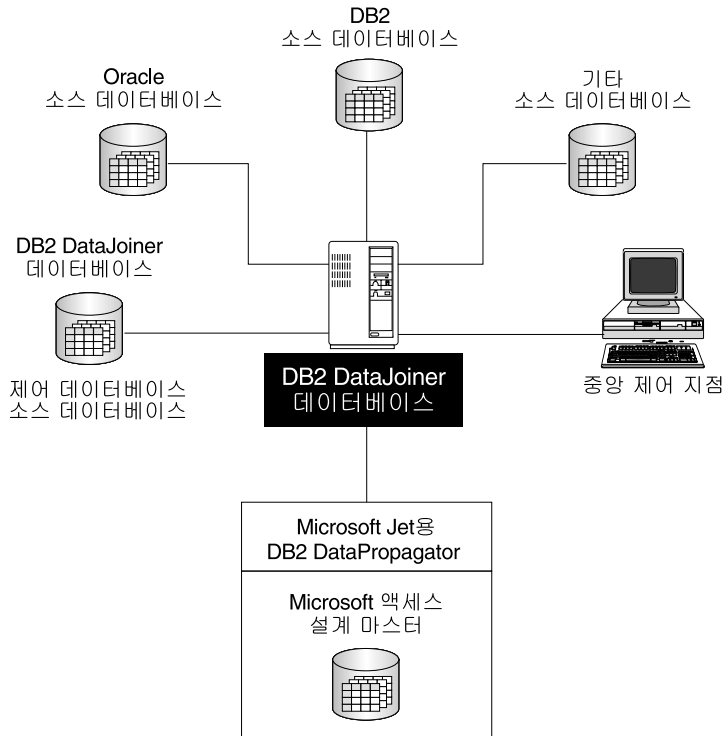 DB2
소스 데이터베이스
Oracle
소스 데이터베이스
기타
소스 데이터베이스
DB2 DataJoiner
데이터베이스
제어 데이터베이스
소스 데이터베이스
DB2 DataJoiner
데이터베이스
중앙 제어 지점
Microsoft Jet용
DB2 DataPropagator
Microsoft 액세스
설계 마스터